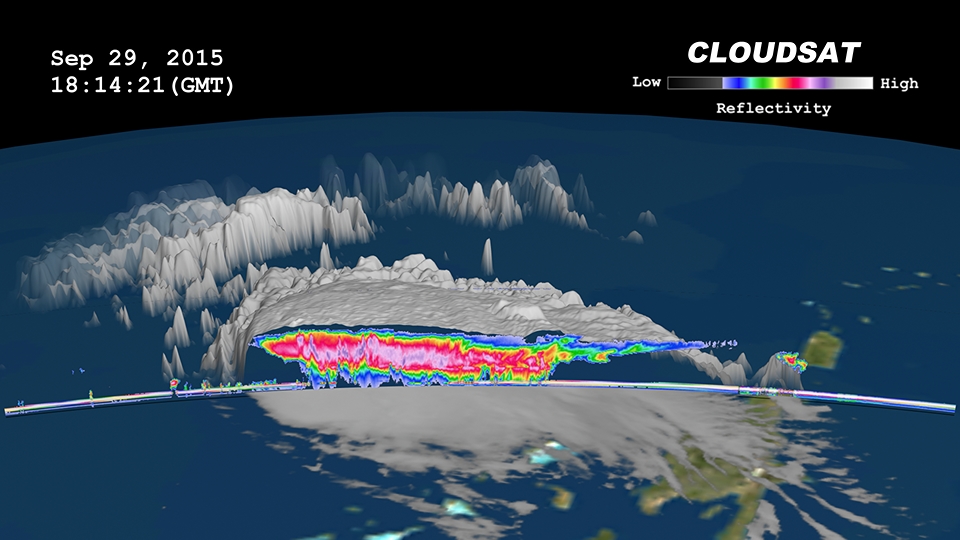 Sep 29, 2015
18:14:21(GMT)
CLOUDSAT
Low High
Reflectivity